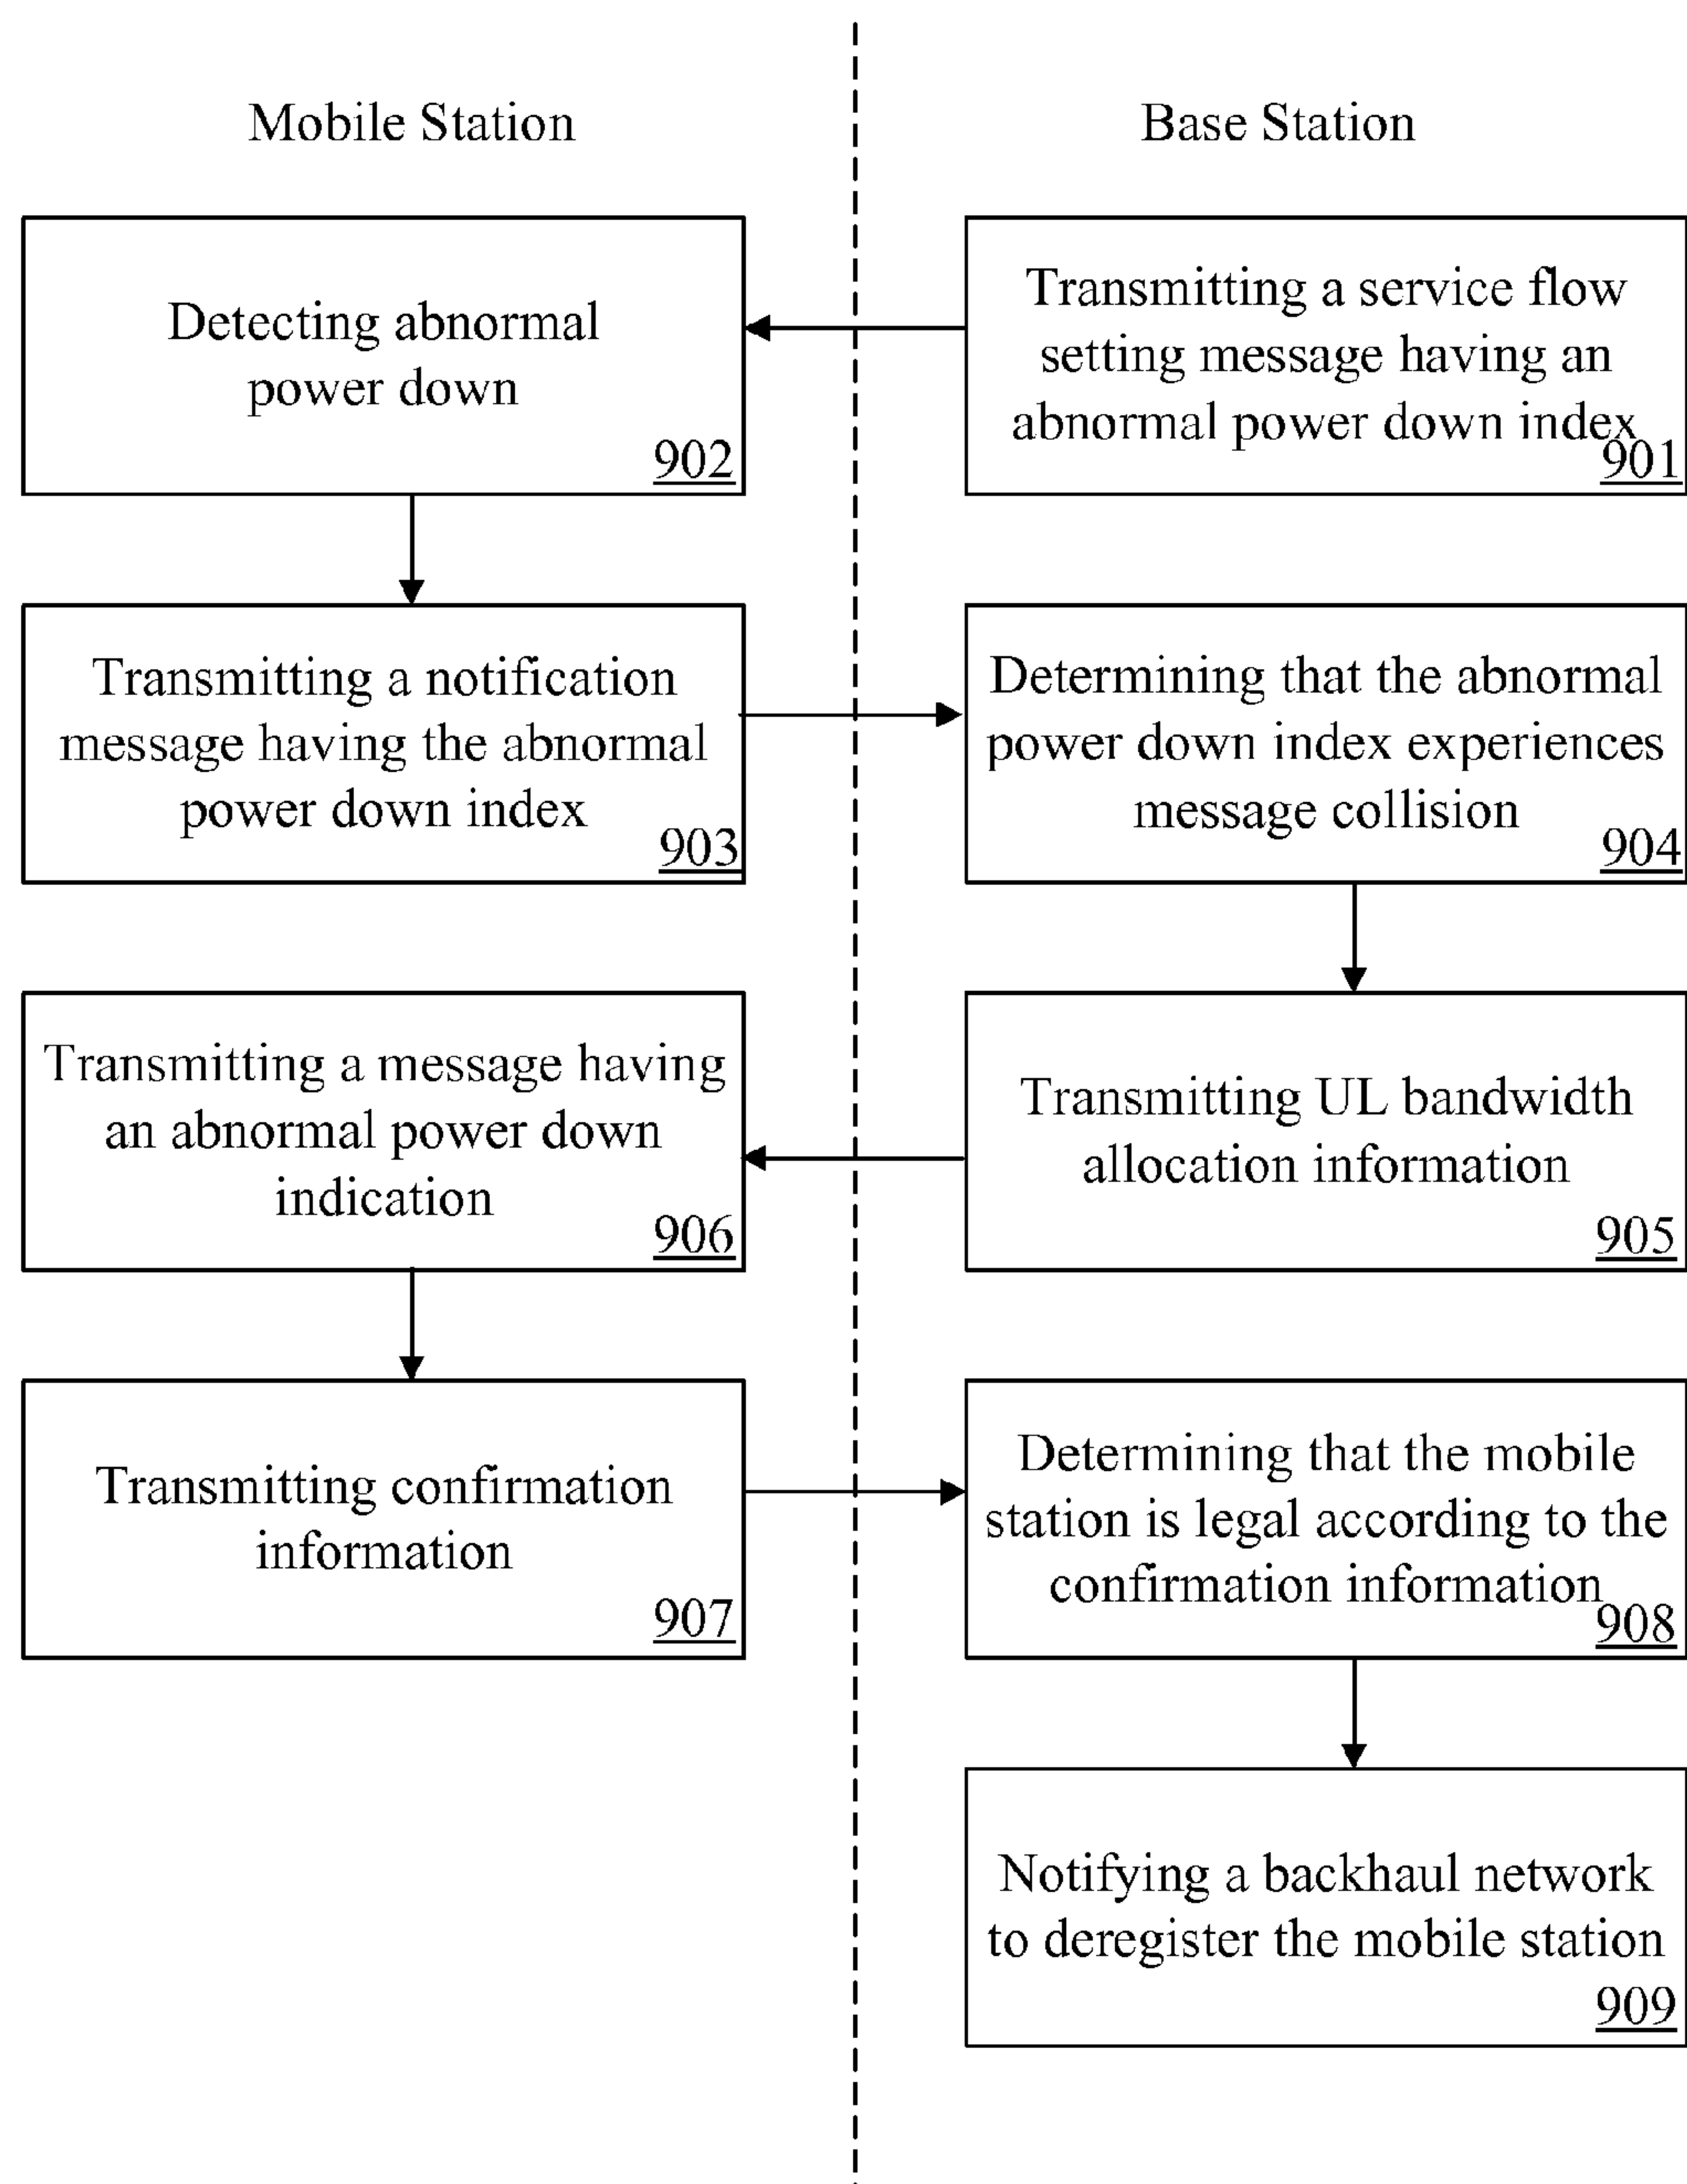 Mobile Station
Base Station
Transmitting a service flow
setting message having an
abnormal power down index
901
Detecting abnormal
power down
902
Transmitting a notification
message having the abnormal
power down index
903
Determining that the abnormal
power down index experiences
message collision
904
Transmitting UL bandwidth
allocation information
905
Transmitting a message having
an abnormal power down
indication
906
Transmitting confirmation
information
907
Determining that the mobile
station is legal according to the
confirmation information
908
Notifying a backhaul network
to deregister the mobile station
909